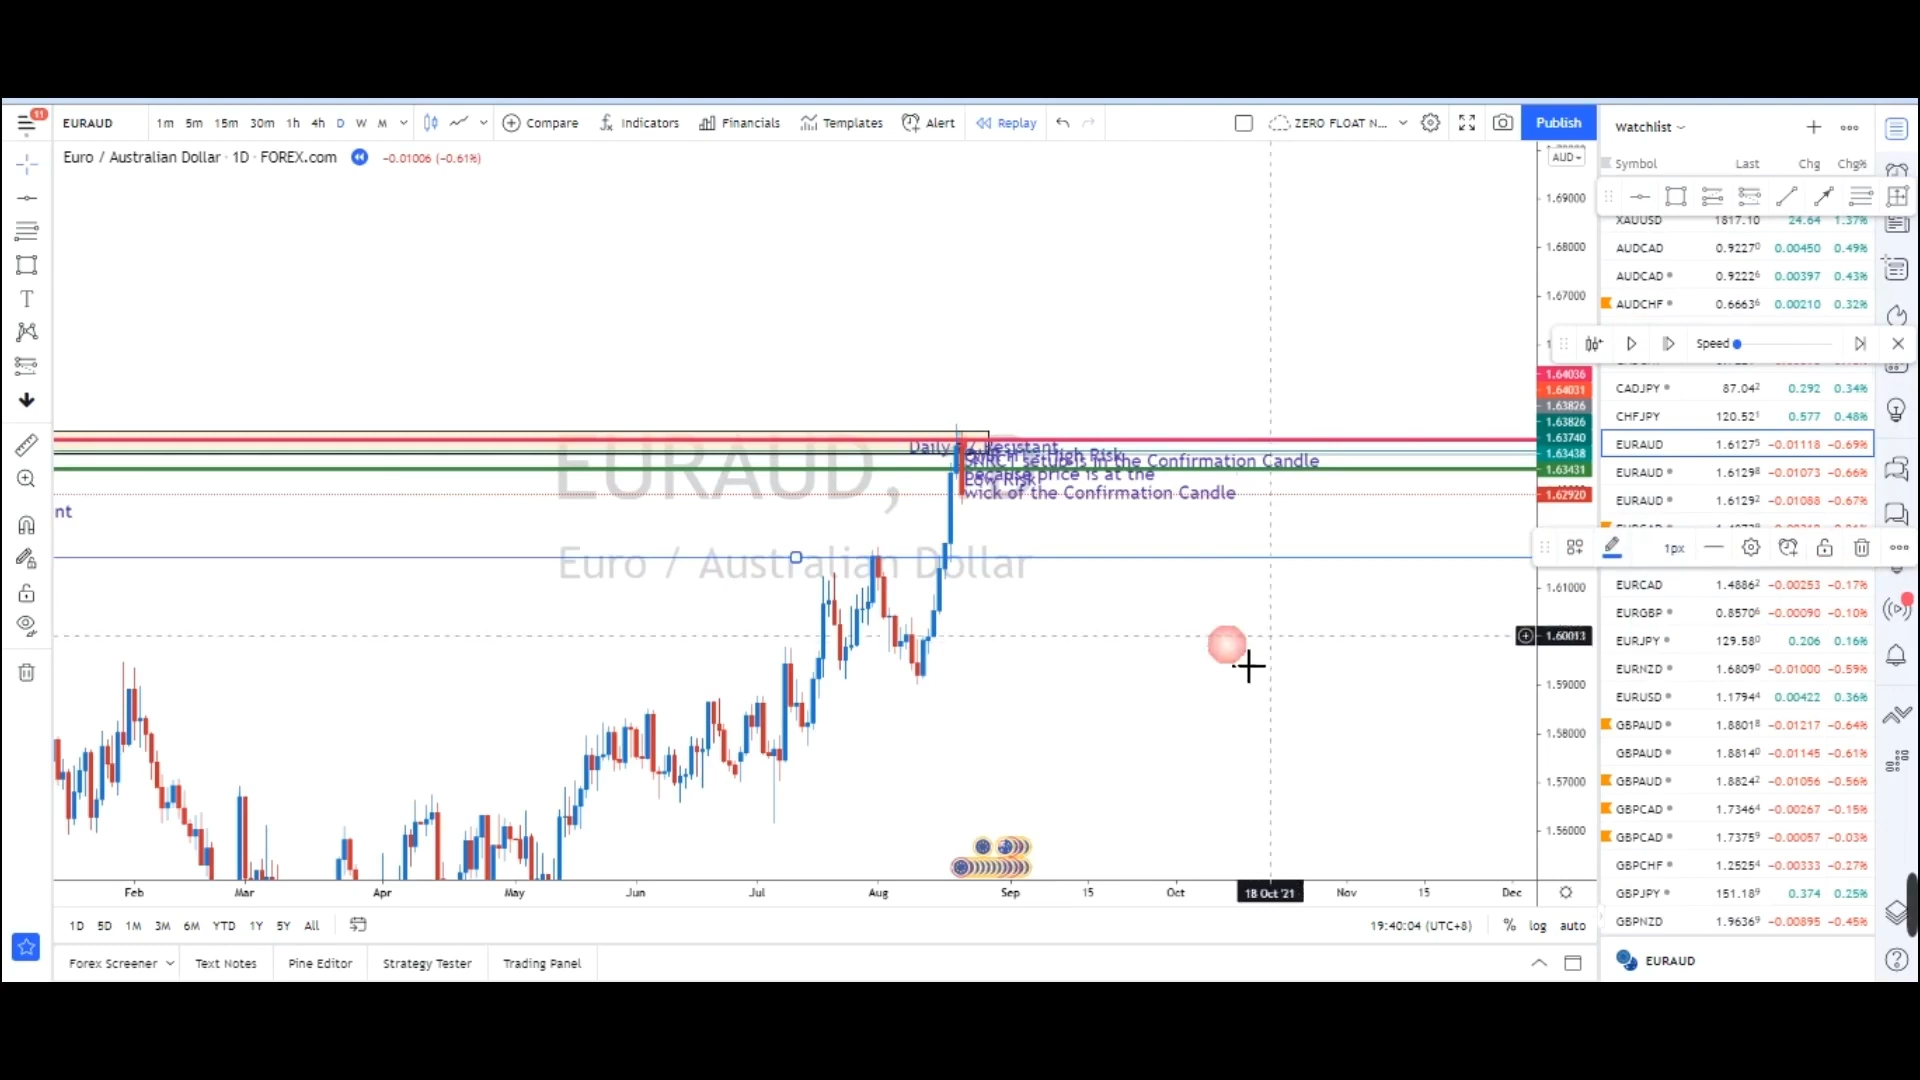 11
EURAUD 1m 5m 15m 30m 1h 4h D W M Compare Indicators Financials Templates Alert Replay ZERO FLOAT N... Publish
Euro / Australian Dollar · 1D · FOREX.com −0.01006 (−0.61%)
AUD
1.69000
1.68000
1.67000
1.64036
1.64031
1.63826
1.63826
1.63740
1.63438
1.63431
1.62920
1.61000
1.60013
1.59000
1.58000
1.57000
1.56000
EURAUD,
Euro / Australian Dollar
Setup is in the Confirmation Candle
because price is at the
Low Risk
wick of the Confirmation Candle
nt
Feb Mar Apr May Jun Jul Aug Sep 15 Oct 18 Oct '21 Nov 15 Dec
1D 5D 1M 3M 6M YTD 1Y 5Y All
19:40:04 (UTC+8) % log auto
Forex Screener Text Notes Pine Editor Strategy Tester Trading Panel
Watchlist
Symbol Last Chg Chg%
XAUUSD 1817.10 24.64 1.37%
AUDCAD 0.92270 0.00450 0.49%
AUDCAD 0.92226 0.00397 0.43%
AUDCHF 0.66636 0.00210 0.32%
Speed
CADJPY 87.042 0.292 0.34%
CHFJPY 120.521 0.577 0.48%
EURAUD 1.61275 −0.01118 −0.69%
EURAUD 1.61298 −0.01073 −0.66%
EURAUD 1.61292 −0.01088 −0.67%
1px
EURCAD 1.48862 −0.00253 −0.17%
EURGBP 0.85706 −0.00090 −0.10%
EURJPY 129.580 0.206 0.16%
EURNZD 1.68090 −0.01000 −0.59%
EURUSD 1.17944 0.00422 0.36%
GBPAUD 1.88018 −0.01217 −0.64%
GBPAUD 1.88140 −0.01145 −0.61%
GBPAUD 1.88242 −0.01056 −0.56%
GBPCAD 1.73464 −0.00267 −0.15%
GBPCAD 1.73759 −0.00057 −0.03%
GBPCHF 1.25254 −0.00333 −0.27%
GBPJPY 151.189 0.374 0.25%
GBPNZD 1.96369 −0.00895 −0.45%
EURAUD